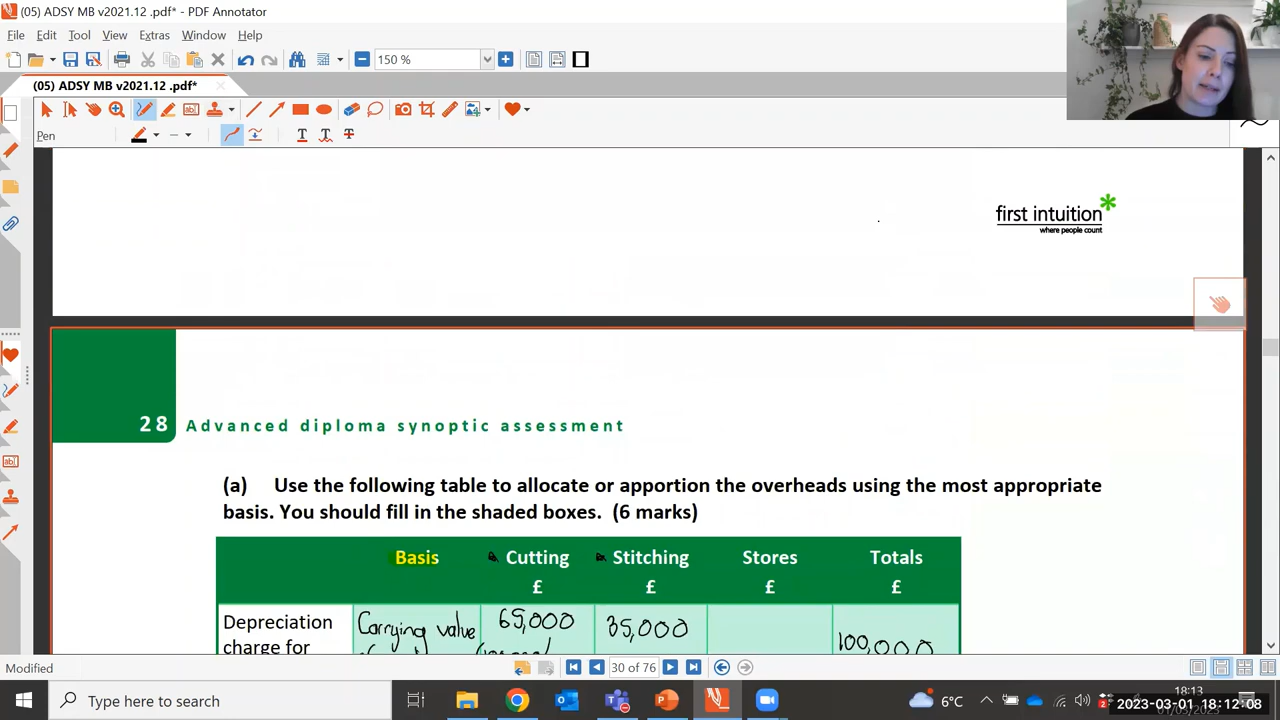 (05) ADSY MB v2021.12 .pdf* - PDF Annotator
File Edit Tool View Extras Window Help
150 %
(05) ADSY MB v2021.12 .pdf*
Pen
first intuition
where people count
28 Advanced diploma synoptic assessment
(a) Use the following table to allocate or apportion the overheads using the most appropriate
basis. You should fill in the shaded boxes. (6 marks)
Basis Cutting Stitching Stores Totals
£ £ £ £
Depreciation
charge for
Carrying value
65,000
35,000
100,000
Modified
30 of 76
Type here to search
6°C
18:13
2023-03-01 18:12:08